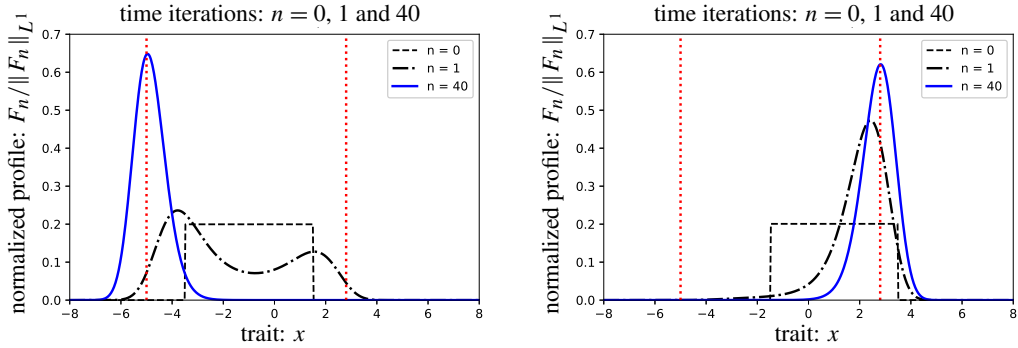 time iterations: n = 0, 1 and 40
normalized profile: F_n/∥F_n∥_{L^1}
0.7
0.6
0.5
0.4
0.3
0.2
0.1
0.0
n = 0
n = 1
n = 40
−8 −6 −4 −2 0 2 4 6 8
trait: x
time iterations: n = 0, 1 and 40
normalized profile: F_n/∥F_n∥_{L^1}
0.7
0.6
0.5
0.4
0.3
0.2
0.1
0.0
n = 0
n = 1
n = 40
−8 −6 −4 −2 0 2 4 6 8
trait: x